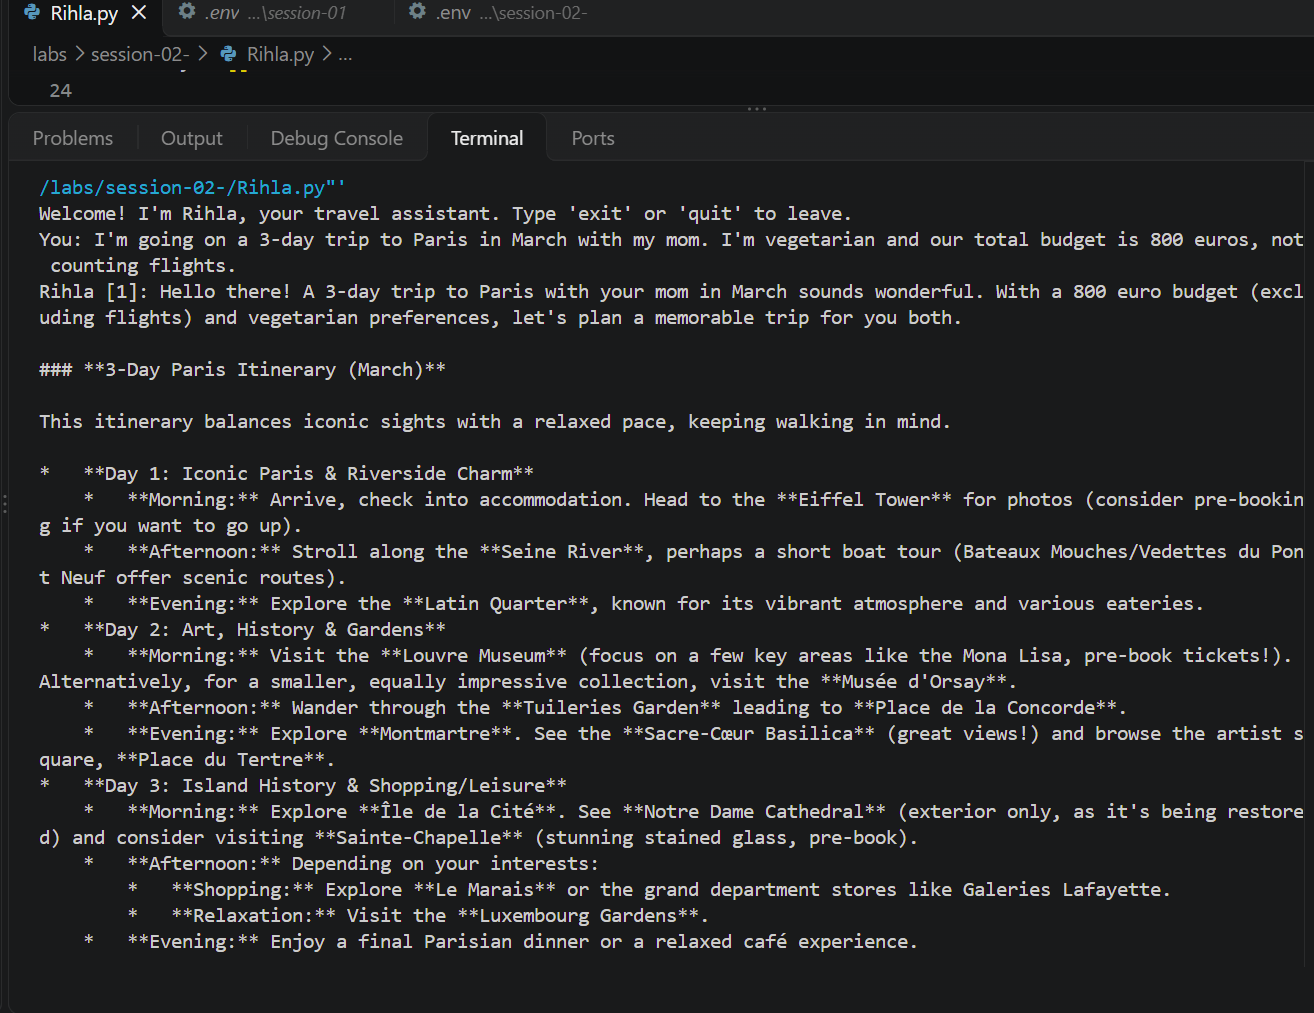 Rihla.py × .env ...\session-01 .env ...\session-02-
labs > session-02- > Rihla.py > ...
24
Problems Output Debug Console Terminal Ports
/labs/session-02-/Rihla.py"'
Welcome! I'm Rihla, your travel assistant. Type 'exit' or 'quit' to leave.
You: I'm going on a 3-day trip to Paris in March with my mom. I'm vegetarian and our total budget is 800 euros, not
 counting flights.
Rihla [1]: Hello there! A 3-day trip to Paris with your mom in March sounds wonderful. With a 800 euro budget (excl
uding flights) and vegetarian preferences, let's plan a memorable trip for you both.
### **3-Day Paris Itinerary (March)**
This itinerary balances iconic sights with a relaxed pace, keeping walking in mind.
*   **Day 1: Iconic Paris & Riverside Charm**
    *   **Morning:** Arrive, check into accommodation. Head to the **Eiffel Tower** for photos (consider pre-bookin
g if you want to go up).
    *   **Afternoon:** Stroll along the **Seine River**, perhaps a short boat tour (Bateaux Mouches/Vedettes du Pon
t Neuf offer scenic routes).
    *   **Evening:** Explore the **Latin Quarter**, known for its vibrant atmosphere and various eateries.
*   **Day 2: Art, History & Gardens**
    *   **Morning:** Visit the **Louvre Museum** (focus on a few key areas like the Mona Lisa, pre-book tickets!).
Alternatively, for a smaller, equally impressive collection, visit the **Musée d'Orsay**.
    *   **Afternoon:** Wander through the **Tuileries Garden** leading to **Place de la Concorde**.
    *   **Evening:** Explore **Montmartre**. See the **Sacre-Cœur Basilica** (great views!) and browse the artist s
quare, **Place du Tertre**.
*   **Day 3: Island History & Shopping/Leisure**
    *   **Morning:** Explore **Île de la Cité**. See **Notre Dame Cathedral** (exterior only, as it's being restore
d) and consider visiting **Sainte-Chapelle** (stunning stained glass, pre-book).
    *   **Afternoon:** Depending on your interests:
        *   **Shopping:** Explore **Le Marais** or the grand department stores like Galeries Lafayette.
        *   **Relaxation:** Visit the **Luxembourg Gardens**.
    *   **Evening:** Enjoy a final Parisian dinner or a relaxed café experience.